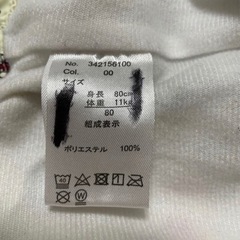 No. 342156100
Col. 00
サイズ
身長 80cm
体重 11kg
80
組成表示
ポリエステル 100%